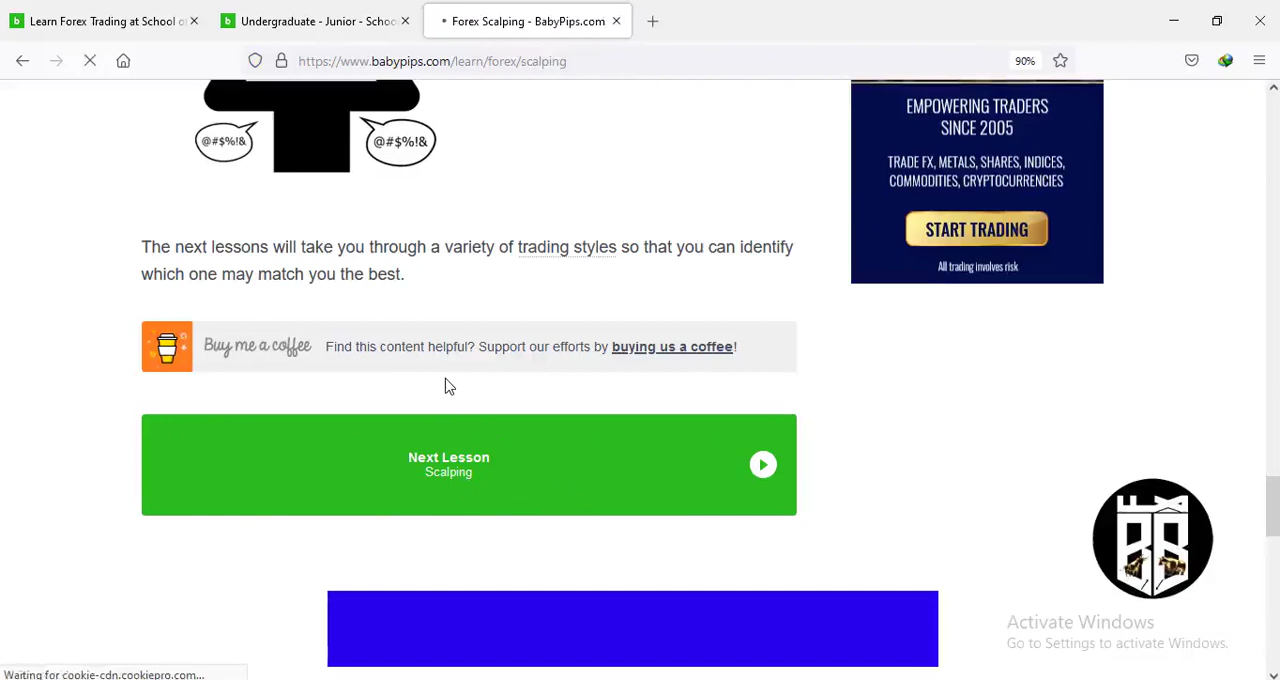 Learn Forex Trading at School o
Undergraduate - Junior - Schoo
Forex Scalping - BabyPips.com
https://www.babypips.com/learn/forex/scalping
90%
@#$%!&
@#$%!&
EMPOWERING TRADERS
SINCE 2005
TRADE FX, METALS, SHARES, INDICES,
COMMODITIES, CRYPTOCURRENCIES
START TRADING
All trading involves risk
The next lessons will take you through a variety of trading styles so that you can identify
which one may match you the best.
Buy me a coffee Find this content helpful? Support our efforts by buying us a coffee!
Next Lesson
Scalping
Activate Windows
Go to Settings to activate Windows.
Waiting for cookie-cdn.cookiepro.com...